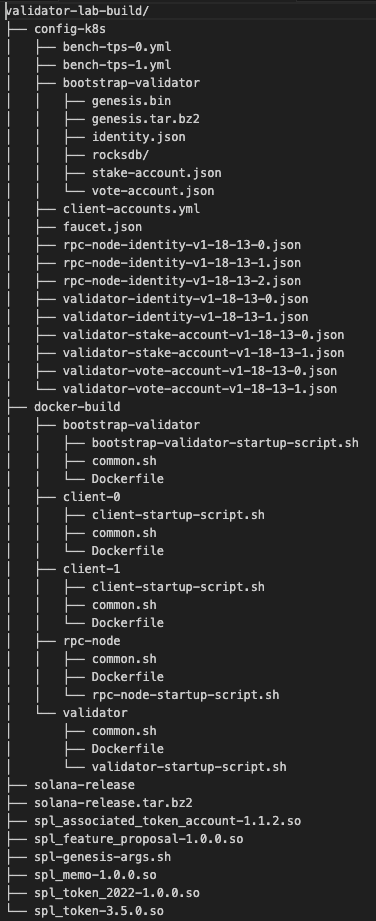 validator-lab-build/
├── config-k8s
│   ├── bench-tps-0.yml
│   ├── bench-tps-1.yml
│   ├── bootstrap-validator
│   │   ├── genesis.bin
│   │   ├── genesis.tar.bz2
│   │   ├── identity.json
│   │   ├── rocksdb/
│   │   ├── stake-account.json
│   │   └── vote-account.json
│   ├── client-accounts.yml
│   ├── faucet.json
│   ├── rpc-node-identity-v1-18-13-0.json
│   ├── rpc-node-identity-v1-18-13-1.json
│   ├── rpc-node-identity-v1-18-13-2.json
│   ├── validator-identity-v1-18-13-0.json
│   ├── validator-identity-v1-18-13-1.json
│   ├── validator-stake-account-v1-18-13-0.json
│   ├── validator-stake-account-v1-18-13-1.json
│   ├── validator-vote-account-v1-18-13-0.json
│   └── validator-vote-account-v1-18-13-1.json
├── docker-build
│   ├── bootstrap-validator
│   │   ├── bootstrap-validator-startup-script.sh
│   │   ├── common.sh
│   │   └── Dockerfile
│   ├── client-0
│   │   ├── client-startup-script.sh
│   │   ├── common.sh
│   │   └── Dockerfile
│   ├── client-1
│   │   ├── client-startup-script.sh
│   │   ├── common.sh
│   │   └── Dockerfile
│   ├── rpc-node
│   │   ├── common.sh
│   │   ├── Dockerfile
│   │   └── rpc-node-startup-script.sh
│   └── validator
│       ├── common.sh
│       ├── Dockerfile
│       └── validator-startup-script.sh
├── solana-release
├── solana-release.tar.bz2
├── spl_associated_token_account-1.1.2.so
├── spl_feature_proposal-1.0.0.so
├── spl-genesis-args.sh
├── spl_memo-1.0.0.so
├── spl_token_2022-1.0.0.so
└── spl_token-3.5.0.so